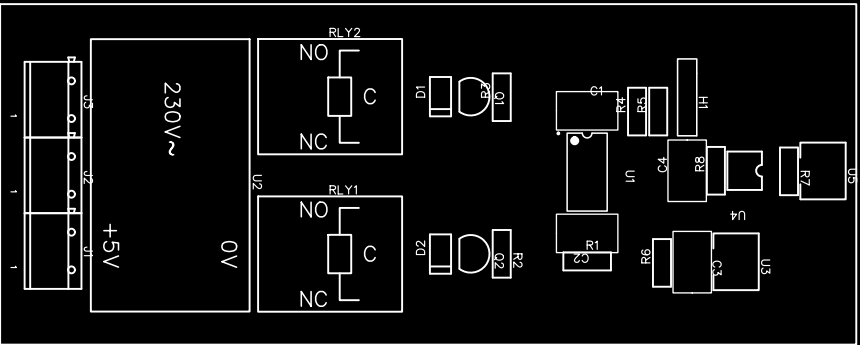 RLY2
NO
C
NC
230V~
+5V
0V
J3
1
J2
1
J1
1
U2
RLY1
NO
C
NC
D1
Q1
D2
Q2
R2
C1
R4
R5
H1
U1
R1
C2
C4
R8
U4
R7
U5
R6
C3
U3